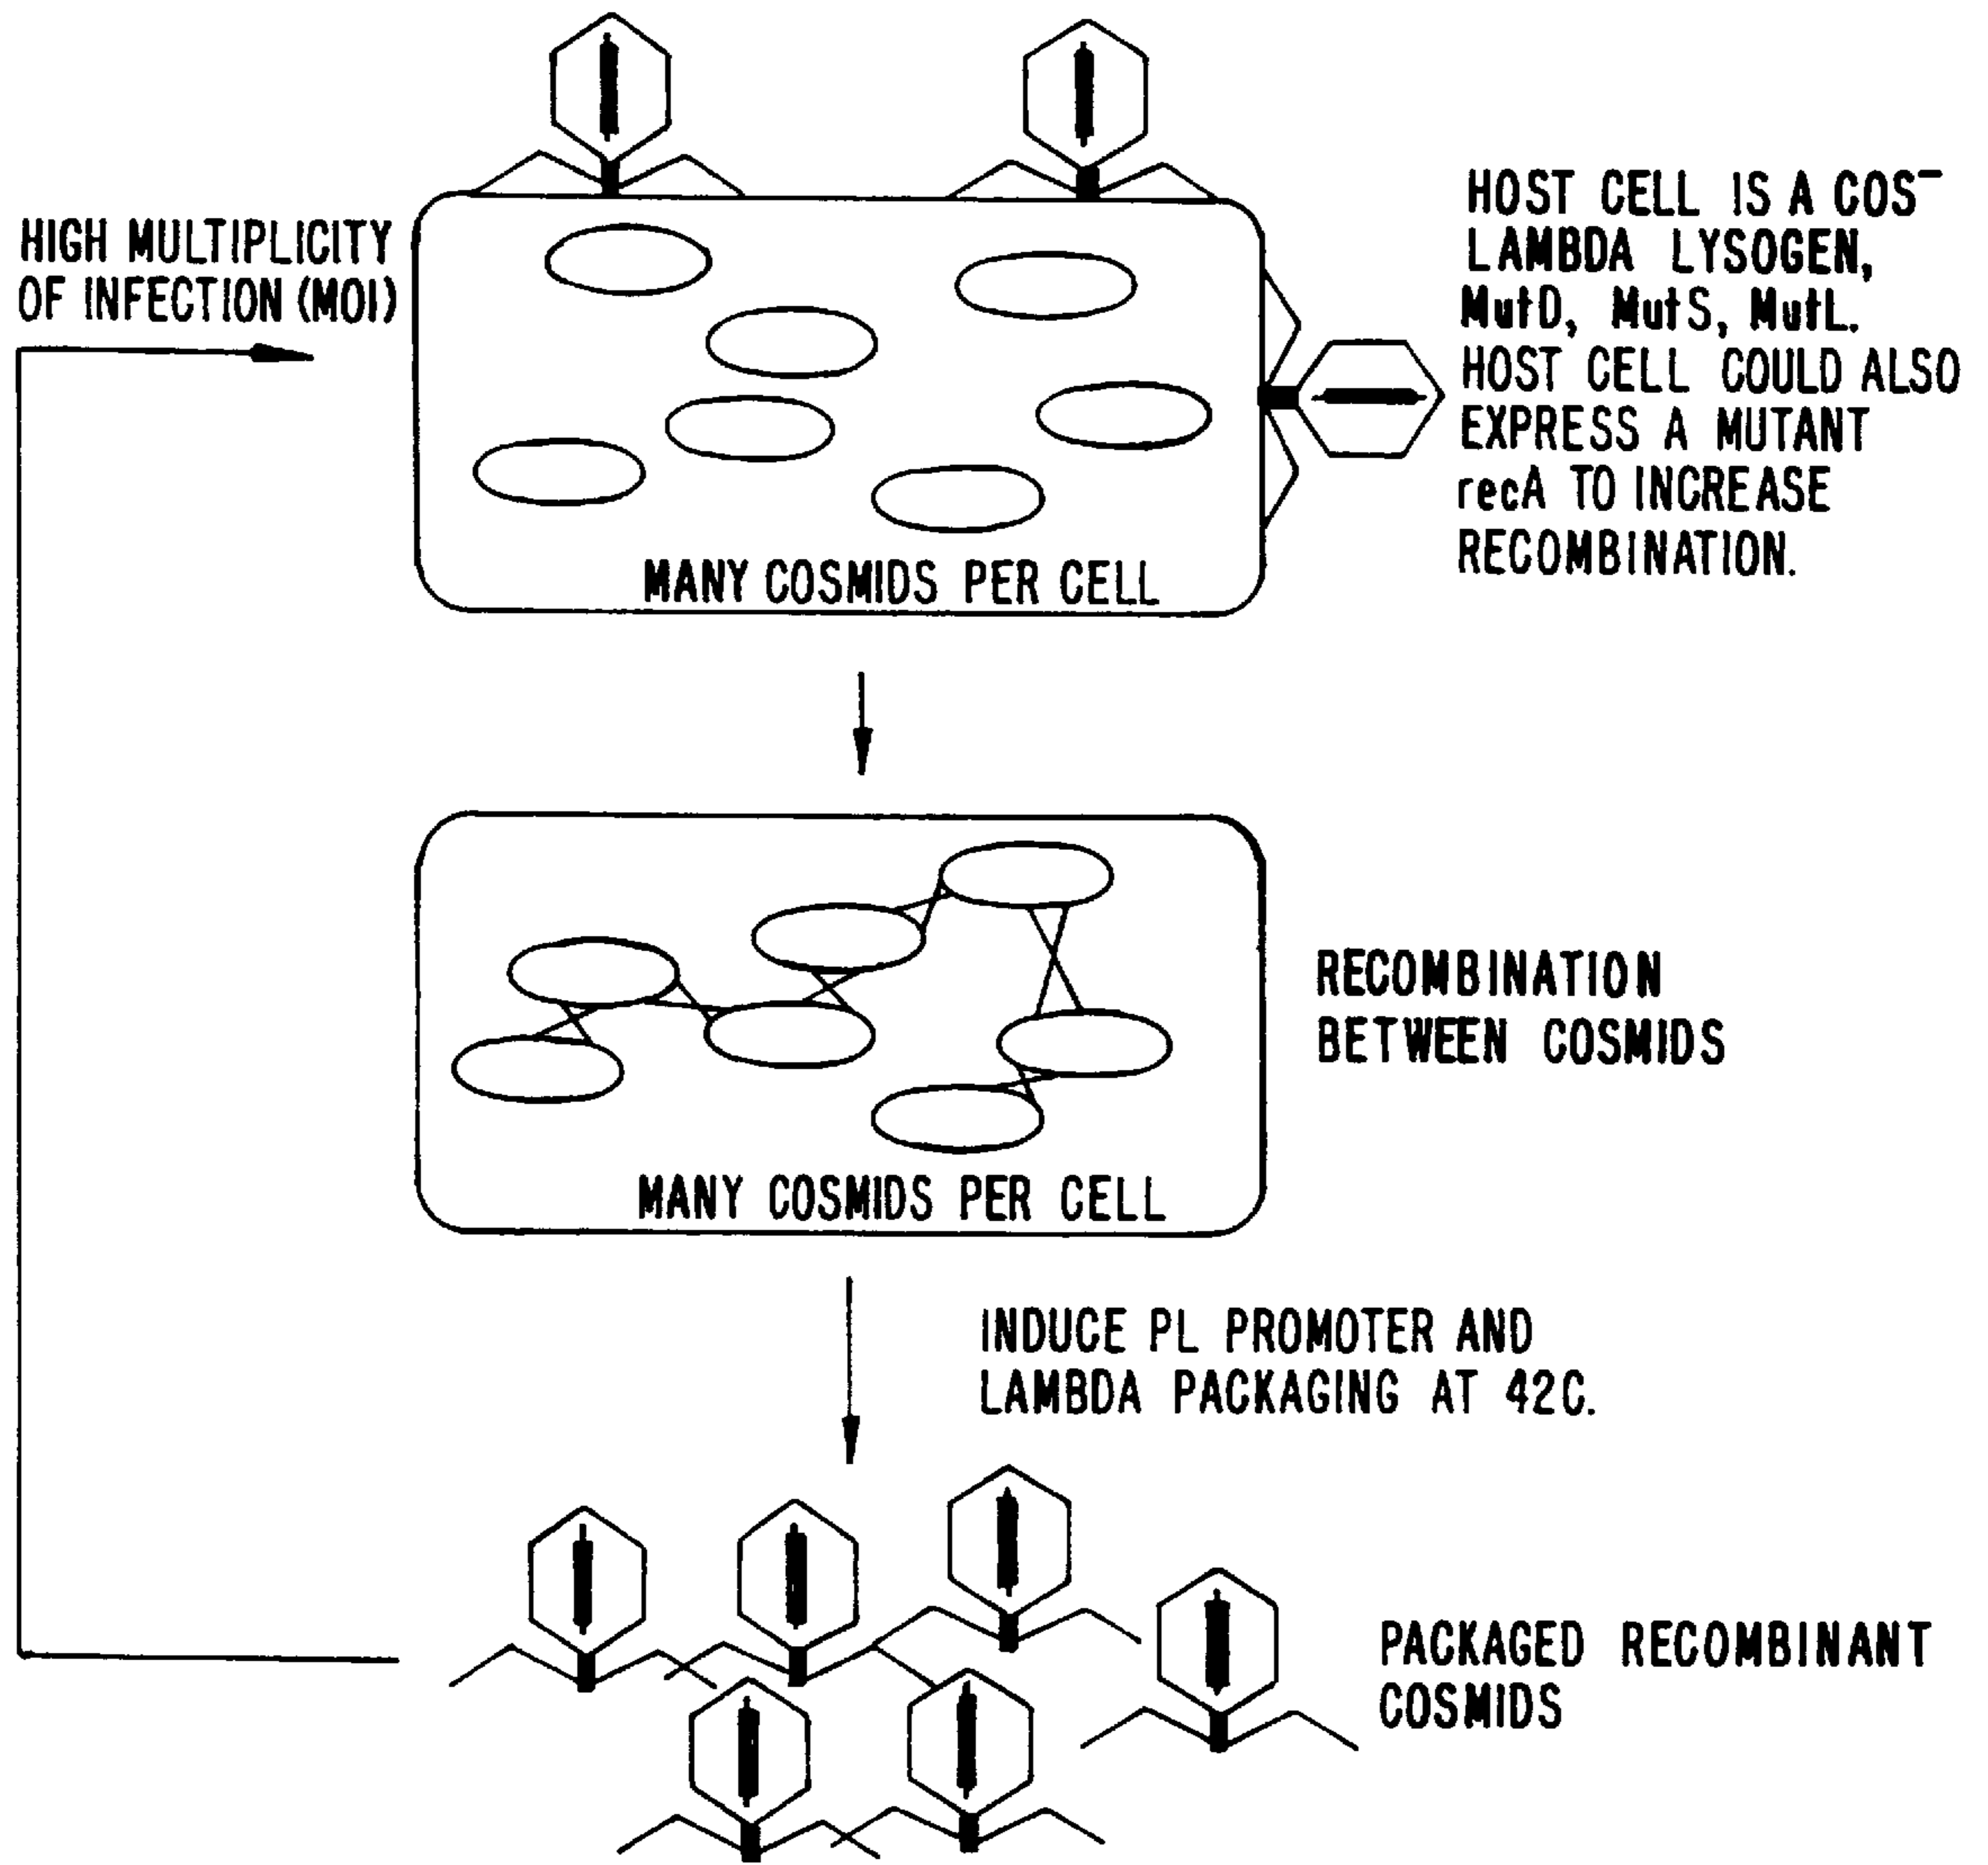 HIGH MULTIPLICITY
OF INFECTION (MOI)
HOST CELL IS A COS⁻
LAMBDA LYSOGEN,
MutD, MutS, MutL.
HOST CELL COULD ALSO
EXPRESS A MUTANT
recA TO INCREASE
RECOMBINATION.
MANY COSMIDS PER CELL
RECOMBINATION
BETWEEN COSMIDS
MANY COSMIDS PER CELL
INDUCE PL PROMOTER AND
LAMBDA PACKAGING AT 42C.
PACKAGED RECOMBINANT
COSMIDS